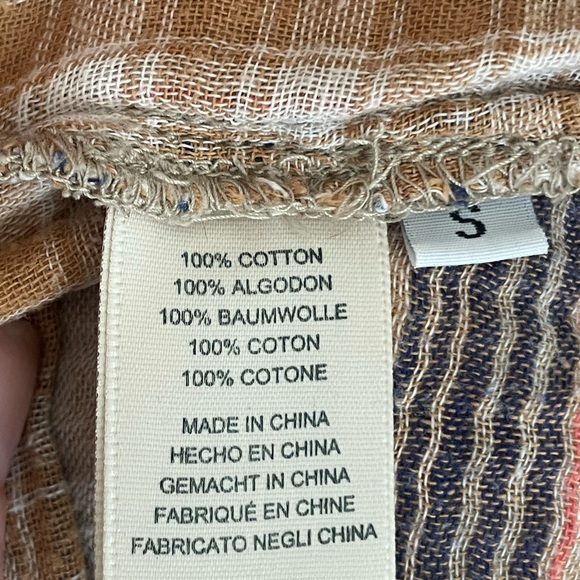 S
100% COTTON
100% ALGODON
100% BAUMWOLLE
100% COTON
100% COTONE
MADE IN CHINA
HECHO EN CHINA
GEMACHT IN CHINA
FABRIQUÉ EN CHINE
FABRICATO NEGLI CHINA